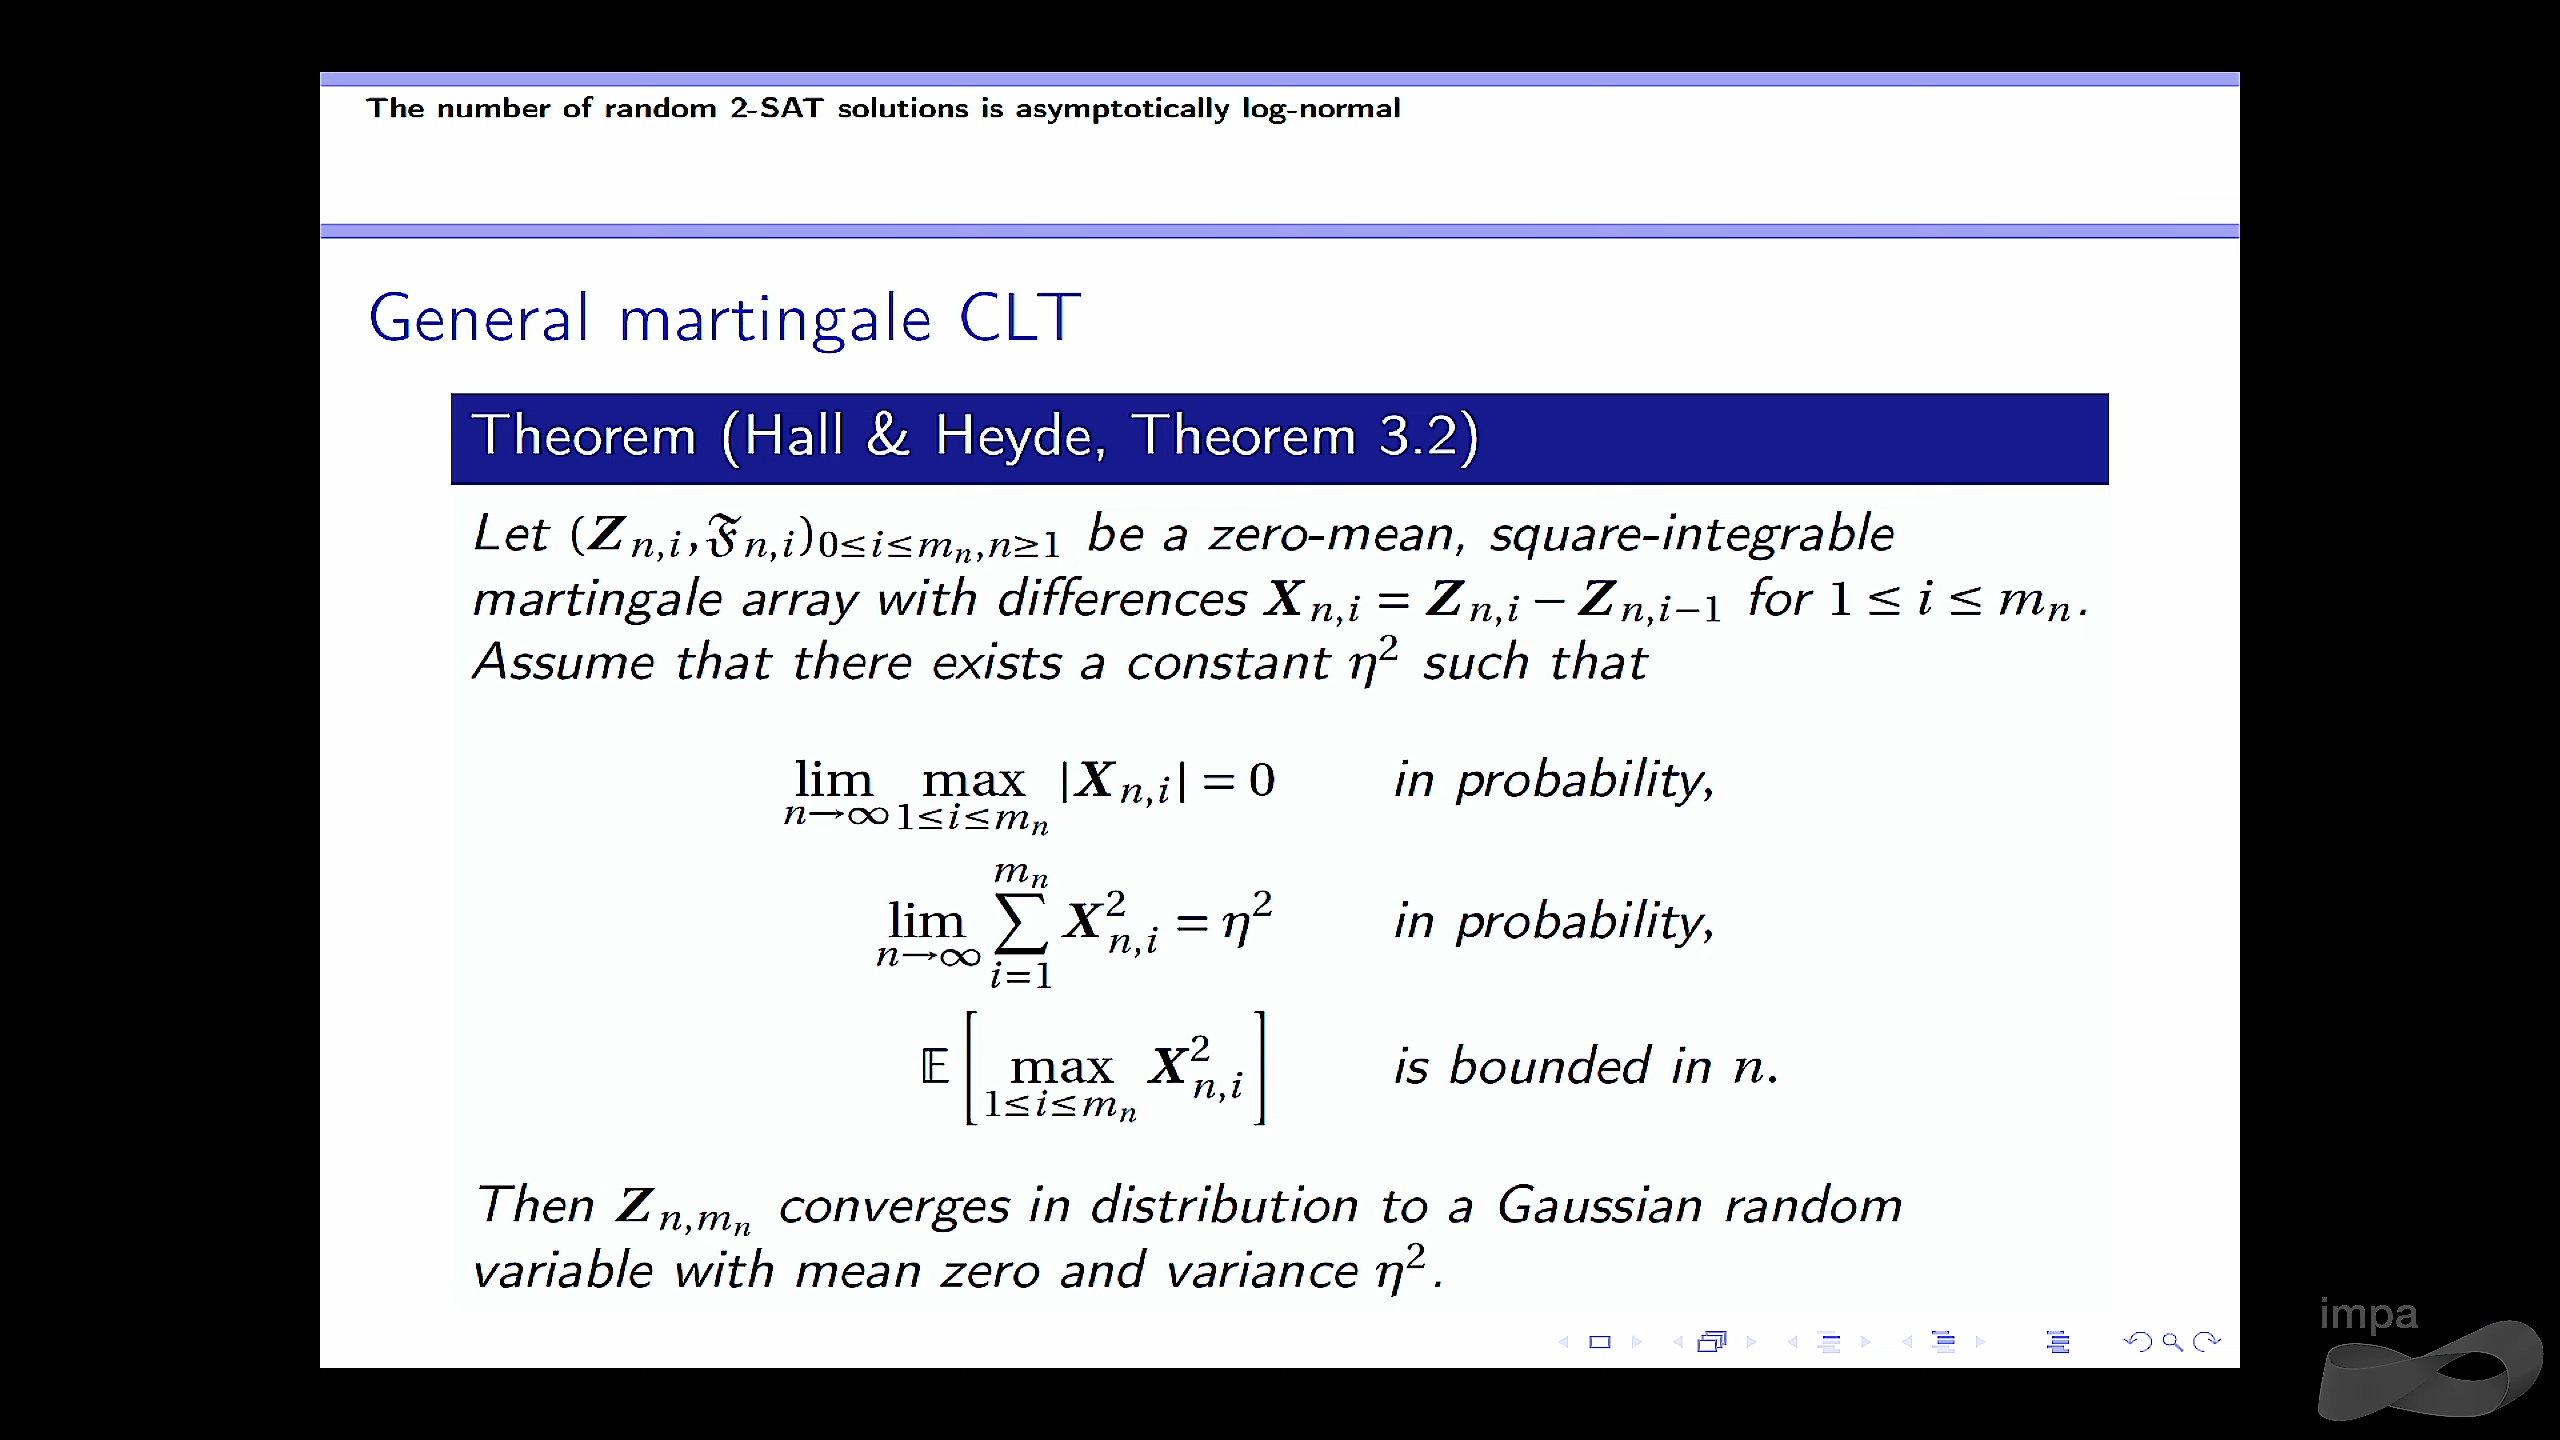 The number of random 2-SAT solutions is asymptotically log-normal
General martingale CLT
Theorem (Hall & Heyde, Theorem 3.2)
Let (Z_{n,i}, 𝔉_{n,i})_{0≤i≤m_n, n≥1} be a zero-mean, square-integrable
martingale array with differences X_{n,i} = Z_{n,i} − Z_{n,i−1} for 1 ≤ i ≤ m_n.
Assume that there exists a constant η² such that
lim_{n→∞} max_{1≤i≤m_n} |X_{n,i}| = 0 in probability,
lim_{n→∞} ∑_{i=1}^{m_n} X²_{n,i} = η² in probability,
𝔼[max_{1≤i≤m_n} X²_{n,i}] is bounded in n.
Then Z_{n,m_n} converges in distribution to a Gaussian random
variable with mean zero and variance η².
impa